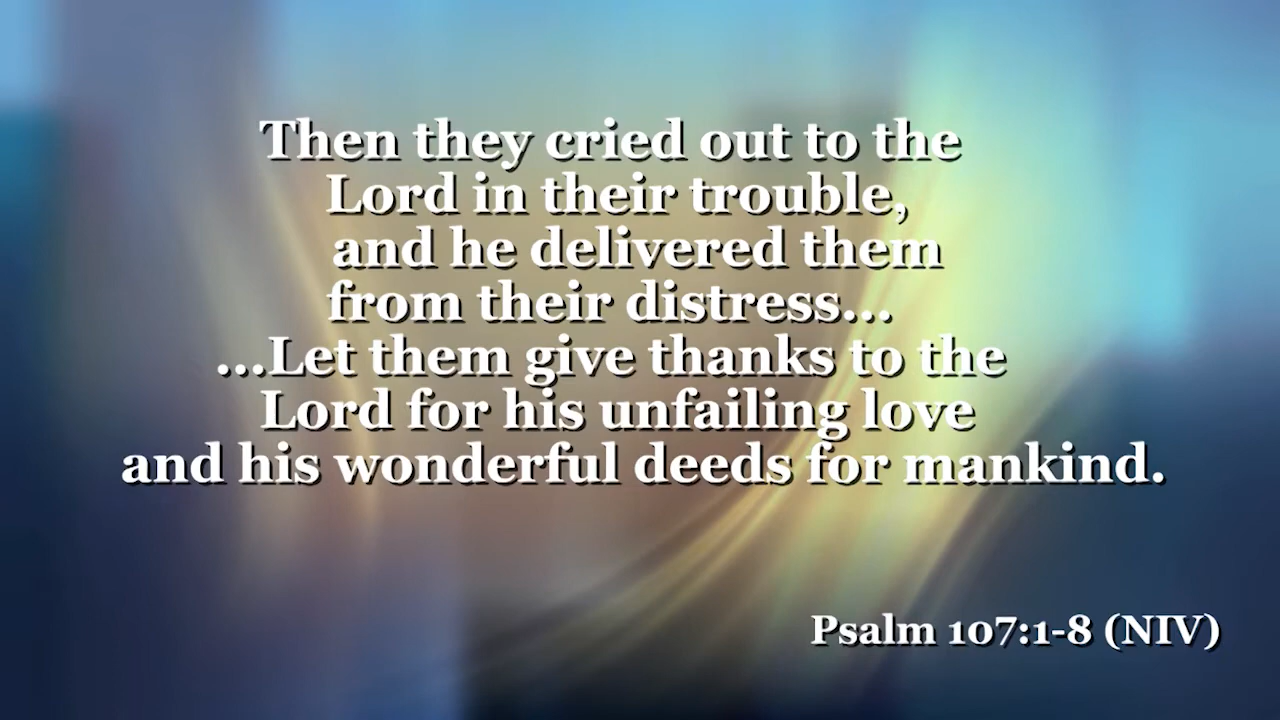 Then they cried out to the
Lord in their trouble,
and he delivered them
from their distress...
...Let them give thanks to the
Lord for his unfailing love
and his wonderful deeds for mankind.
Psalm 107:1-8 (NIV)